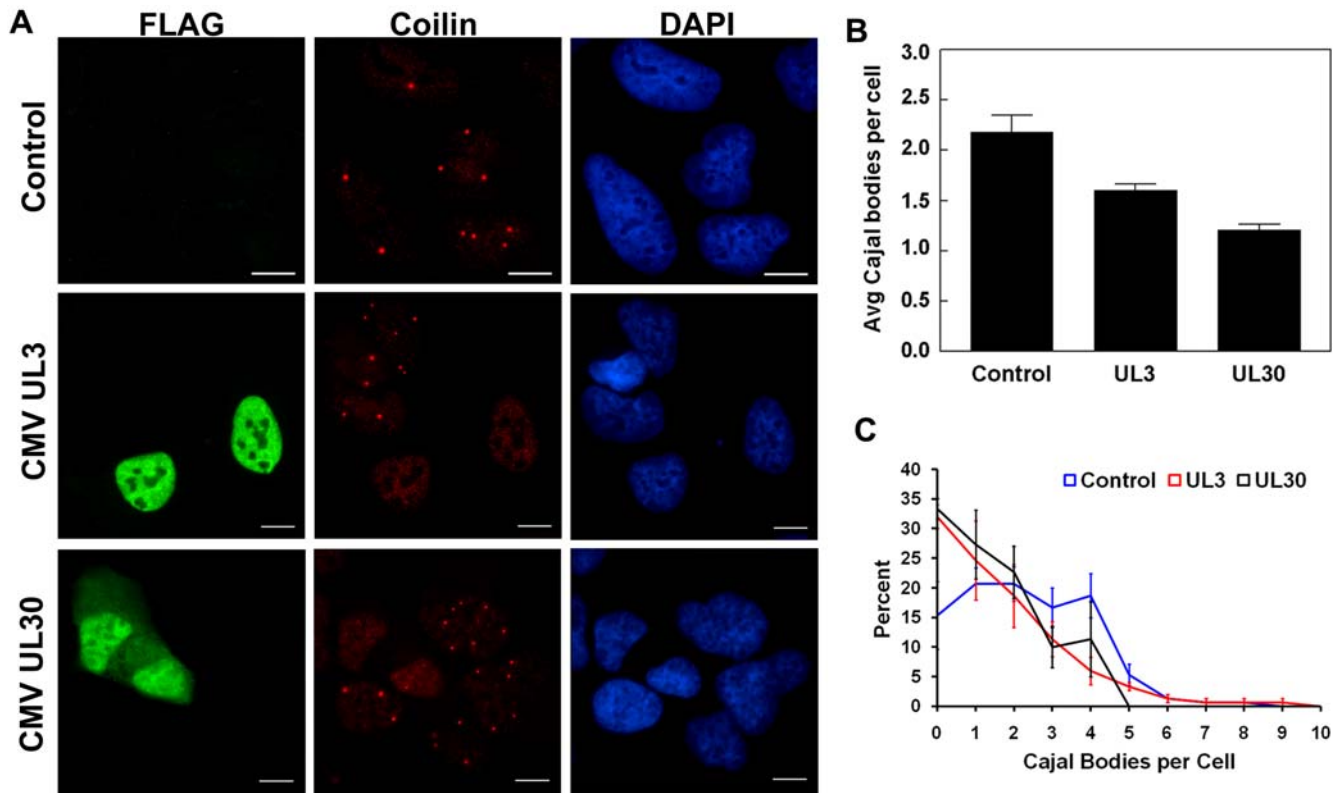 A
FLAG
Coilin
DAPI
Control
CMV UL3
CMV UL30
B
Avg Cajal bodies per cell
3.0
2.5
2.0
1.5
1.0
0.5
0.0
Control
UL3
UL30
C
Percent
40
35
30
25
20
15
10
5
0
Control
UL3
UL30
0 1 2 3 4 5 6 7 8 9 10
Cajal Bodies per Cell